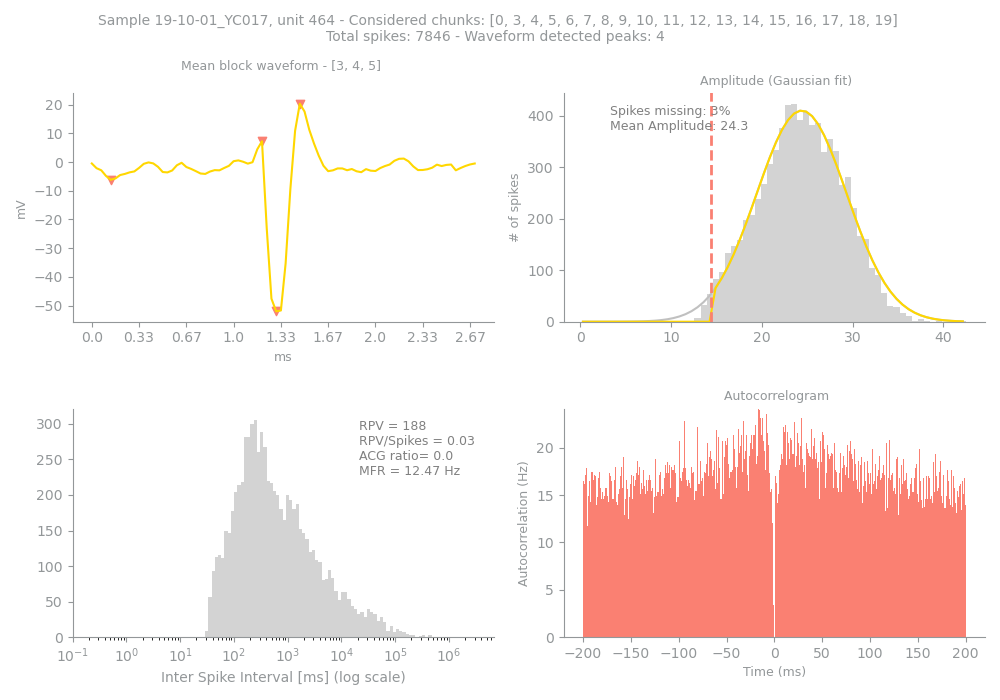 Sample 19-10-01_YC017, unit 464 - Considered chunks: [0, 3, 4, 5, 6, 7, 8, 9, 10, 11, 12, 13, 14, 15, 16, 17, 18, 19]
Total spikes: 7846 - Waveform detected peaks: 4
Mean block waveform - [3, 4, 5]
20
10
0
−10
−20
−30
−40
−50
mV
0.0 0.33 0.67 1.0 1.33 1.67 2.0 2.33 2.67
ms
Amplitude (Gaussian fit)
Spikes missing: 3%
Mean Amplitude: 24.3
400
300
200
100
0
# of spikes
0 10 20 30 40
RPV = 188
RPV/Spikes = 0.03
ACG ratio= 0.0
MFR = 12.47 Hz
300
250
200
150
100
50
0
10⁻¹ 10⁰ 10¹ 10² 10³ 10⁴ 10⁵ 10⁶
Inter Spike Interval [ms] (log scale)
Autocorrelogram
20
15
10
5
0
Autocorrelation (Hz)
−200 −150 −100 −50 0 50 100 150 200
Time (ms)